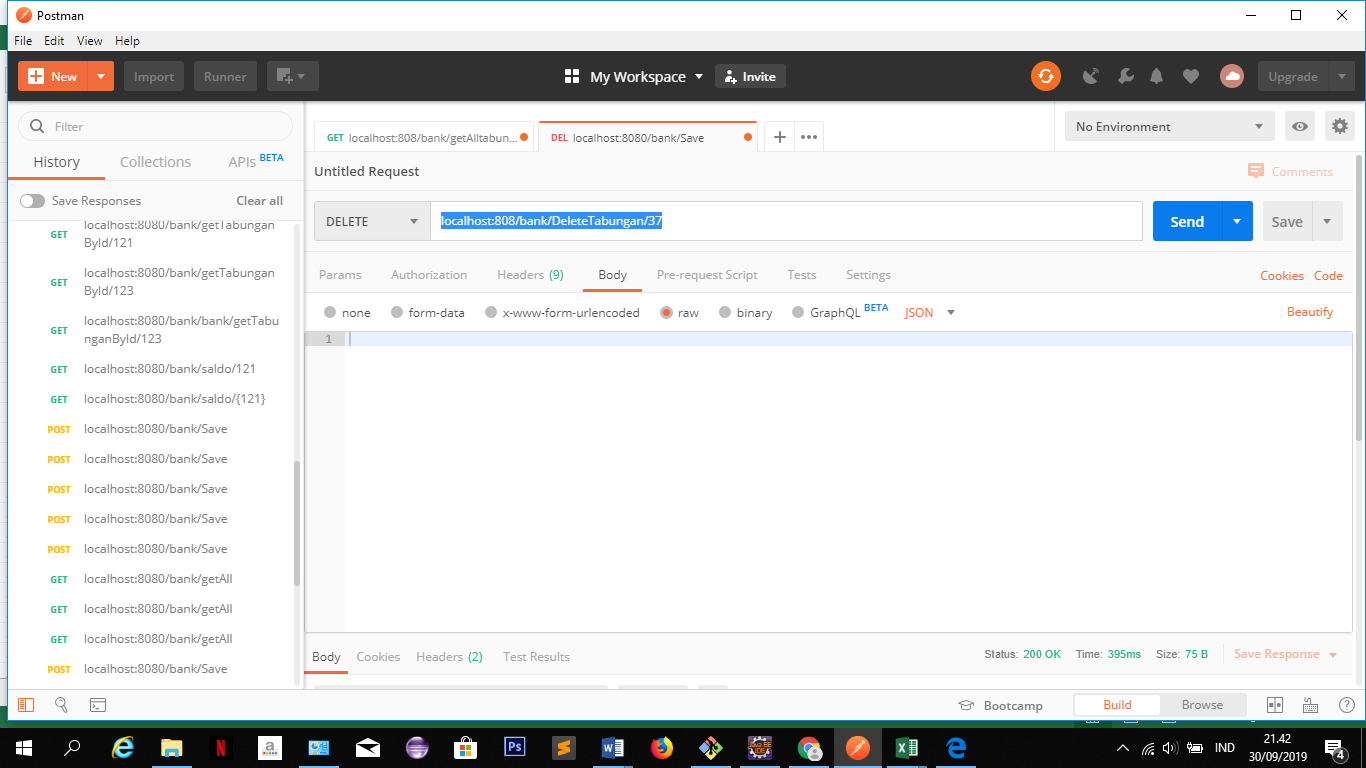 Postman
File Edit View Help
New Import Runner My Workspace Invite Upgrade
Filter
History Collections APIs BETA
Save Responses Clear all
GET localhost:8080/bank/getTabungan
ById/121
GET localhost:8080/bank/getTabungan
ById/123
GET localhost:8080/bank/bank/getTabu
nganById/123
GET localhost:8080/bank/saldo/121
GET localhost:8080/bank/saldo/{121}
POST localhost:8080/bank/Save
POST localhost:8080/bank/Save
POST localhost:8080/bank/Save
POST localhost:8080/bank/Save
POST localhost:8080/bank/Save
GET localhost:8080/bank/getAll
GET localhost:8080/bank/getAll
GET localhost:8080/bank/getAll
POST localhost:8080/bank/Save
GET localhost:808/bank/getAlltabun... DEL localhost:8080/bank/Save
No Environment
Untitled Request
Comments
DELETE localhost:808/bank/DeleteTabungan/37 Send Save
Params Authorization Headers (9) Body Pre-request Script Tests Settings Cookies Code
none form-data x-www-form-urlencoded raw binary GraphQL BETA JSON Beautify
1
Body Cookies Headers (2) Test Results Status: 200 OK Time: 395ms Size: 75 B Save Response
Bootcamp Build Browse
IND
21.42
30/09/2019
4